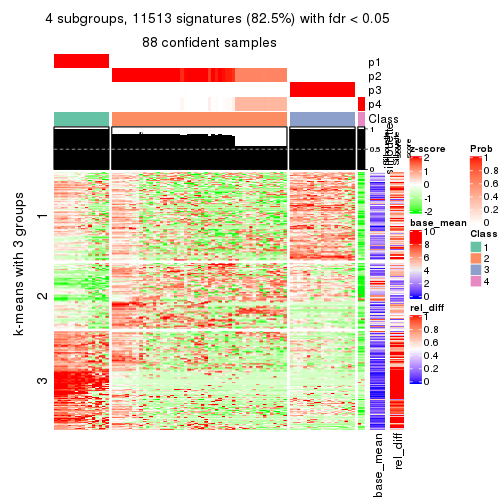 4 subgroups, 11513 signatures (82.5%) with fdr < 0.05
88 confident samples
p1
p2
p3
p4
Class
1
0.5
0
silhouette
k-means with 3 groups
1
2
3
base_mean
rel_diff
z-score
2
1
0
-1
-2
base_mean
10
8
6
4
2
0
rel_diff
1
0.8
0.6
0.4
0.2
0
Prob
1
0.8
0.6
0.4
0.2
0
Class
1
2
3
4